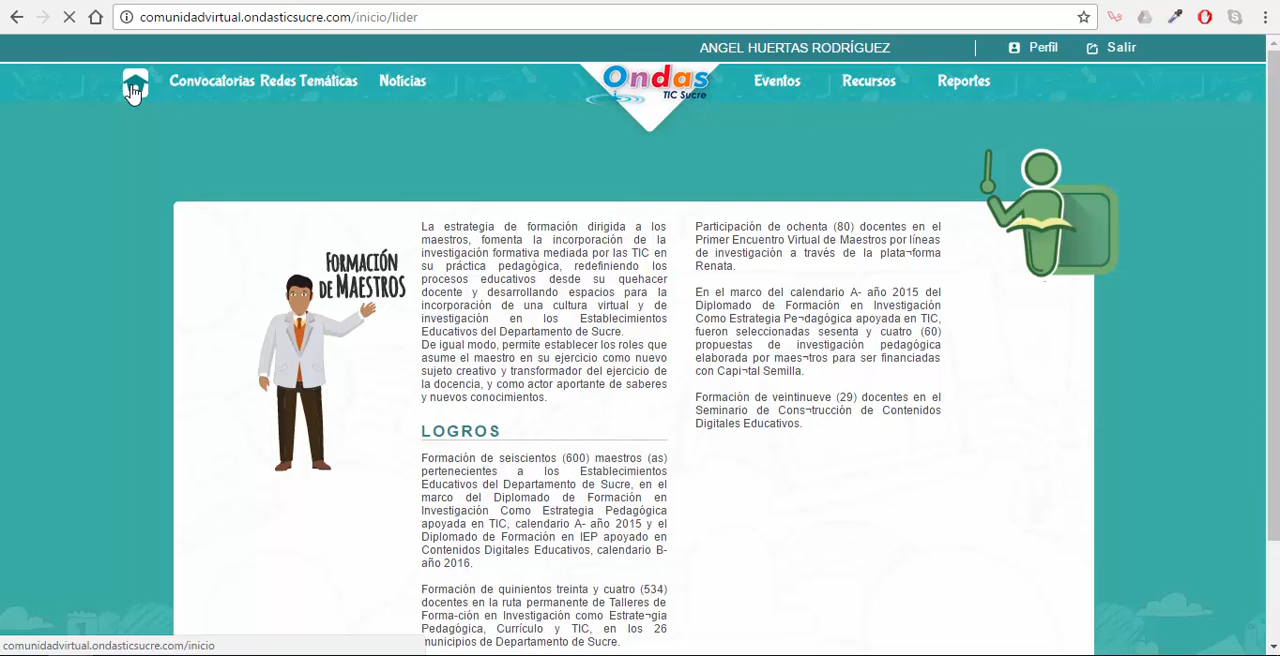 comunidadvirtual.ondasticsucre.com/inicio/lider
ANGEL HUERTAS RODRÍGUEZ
Perfil
Salir
Convocatorias Redes Temáticas Noticias
Ondas
TIC Sucre
Eventos Recursos Reportes
FORMACIÓN
DE MAESTROS
La estrategia de formación dirigida a los
maestros, fomenta la incorporación de la
investigación formativa mediada por las TIC en
su práctica pedagógica, redefiniendo los
procesos educativos desde su quehacer
docente y desarrollando espacios para la
incorporación de una cultura virtual y de
investigación en los Establecimientos
Educativos del Departamento de Sucre.
De igual modo, permite establecer los roles que
asume el maestro en su ejercicio como nuevo
sujeto creativo y transformador del ejercicio de
la docencia, y como actor aportante de saberes
y nuevos conocimientos.
LOGROS
Formación de seiscientos (600) maestros (as)
pertenecientes a los Establecimientos
Educativos del Departamento de Sucre, en el
marco del Diplomado de Formación en
Investigación Como Estrategia Pedagógica
apoyada en TIC, calendario A- año 2015 y el
Diplomado de Formación en IEP apoyado en
Contenidos Digitales Educativos, calendario B-
año 2016.
Formación de quinientos treinta y cuatro (534)
docentes en la ruta permanente de Talleres de
Forma-ción en Investigación como Estrate¬gia
Pedagógica, Currículo y TIC, en los 26
municipios de Departamento de Sucre.
Participación de ochenta (80) docentes en el
Primer Encuentro Virtual de Maestros por líneas
de investigación a través de la plata¬forma
Renata.
En el marco del calendario A- año 2015 del
Diplomado de Formación en Investigación
Como Estrategia Pe¬dagógica apoyada en TIC,
fueron seleccionadas sesenta y cuatro (60)
propuestas de investigación pedagógica
elaborada por maes¬tros para ser financiadas
con Capi¬tal Semilla.
Formación de veintinueve (29) docentes en el
Seminario de Cons¬trucción de Contenidos
Digitales Educativos.
comunidadvirtual.ondasticsucre.com/inicio